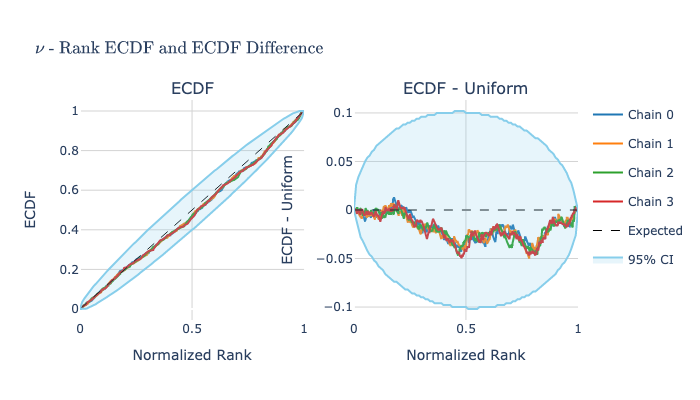 ν - Rank ECDF and ECDF Difference
ECDF
ECDF - Uniform
1
0.8
0.6
0.4
0.2
0
0
0.5
1
ECDF
Normalized Rank
0.1
0.05
0
−0.05
−0.1
0
0.5
1
ECDF - Uniform
Normalized Rank
Chain 0
Chain 1
Chain 2
Chain 3
Expected
95% CI